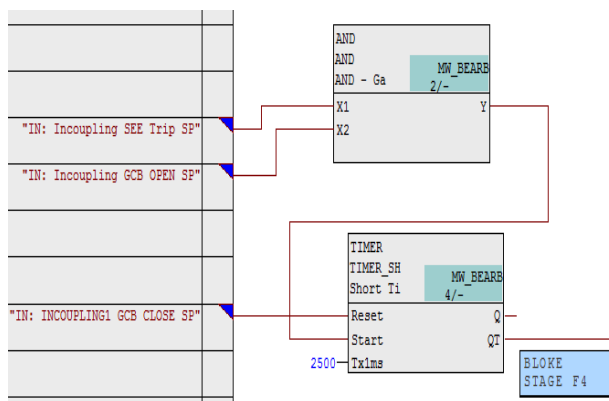 AND
AND
AND - Ga
MW_BEARB
2/-
X1
Y
X2
"IN: Incoupling SEE Trip SP"
"IN: Incoupling GCB OPEN SP"
TIMER
TIMER_SH
Short Ti
MW_BEARB
4/-
"IN: INCOUPLING1 GCB CLOSE SP"
Reset
Q
Start
QT
2500
Tx1ms
BLOKE
STAGE F4